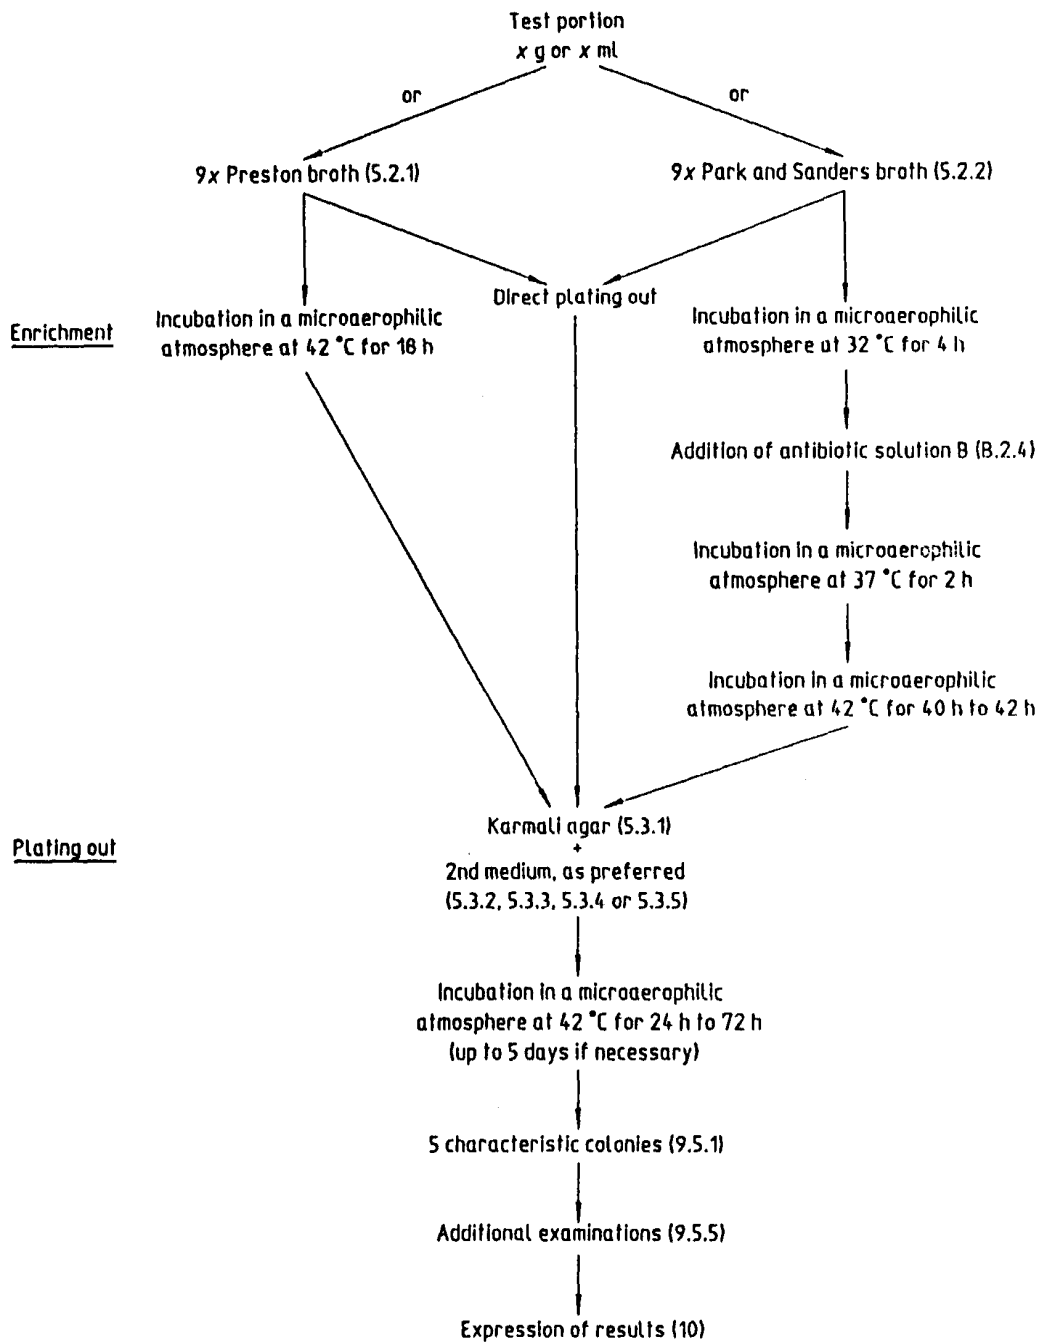 Test portion
x g or x ml
or
or
9x Preston broth (5.2.1)
9x Park and Sanders broth (5.2.2)
Direct plating out
Enrichment
Incubation in a microaerophilic
atmosphere at 42 °C for 18 h
Incubation in a microaerophilic
atmosphere at 32 °C for 4 h
Addition of antibiotic solution B (B.2.4)
Incubation in a microaerophilic
atmosphere at 37 °C for 2 h
Incubation in a microaerophilic
atmosphere at 42 °C for 40 h to 42 h
Plating out
Karmali agar (5.3.1)
+
2nd medium, as preferred
(5.3.2, 5.3.3, 5.3.4 or 5.3.5)
Incubation in a microaerophilic
atmosphere at 42 °C for 24 h to 72 h
(up to 5 days if necessary)
5 characteristic colonies (9.5.1)
Additional examinations (9.5.5)
Expression of results (10)